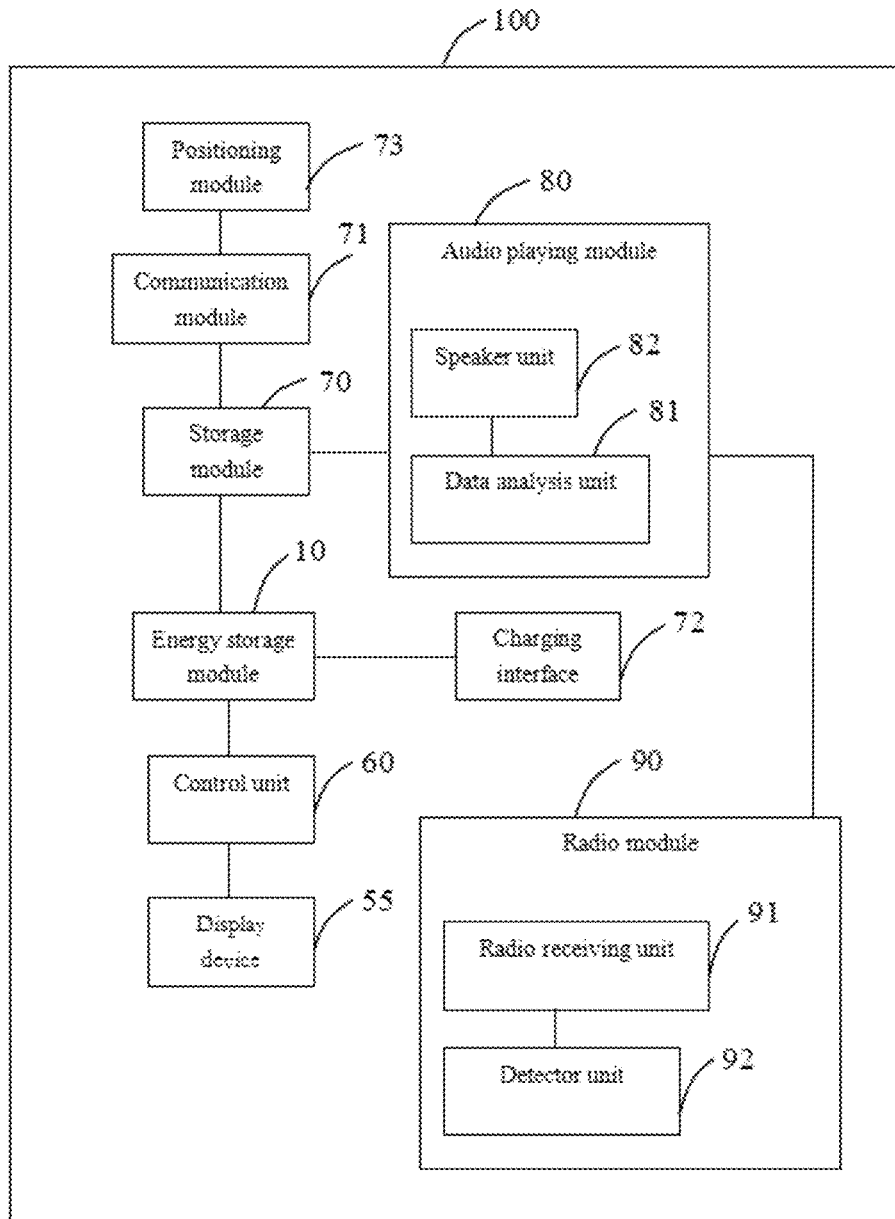 100
Positioning
module
73
80
71
Communication
module
Audio playing module
Speaker unit
82
70
Storage
module
81
Data analysis unit
10
Energy storage
module
Charging
interface
72
Control unit
60
90
Radio module
Display
device
55
Radio receiving unit
91
Detector unit
92